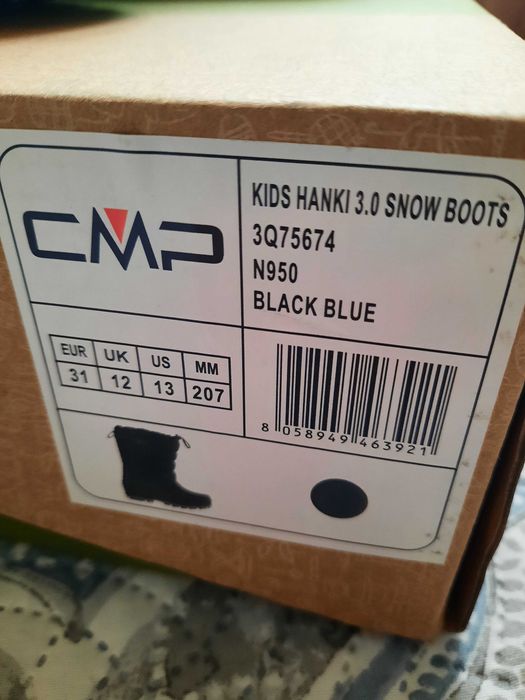 CMP
KIDS HANKI 3.0 SNOW BOOTS
3Q75674
N950
BLACK BLUE
EUR UK US MM
31 12 13 207
8 058949 463921